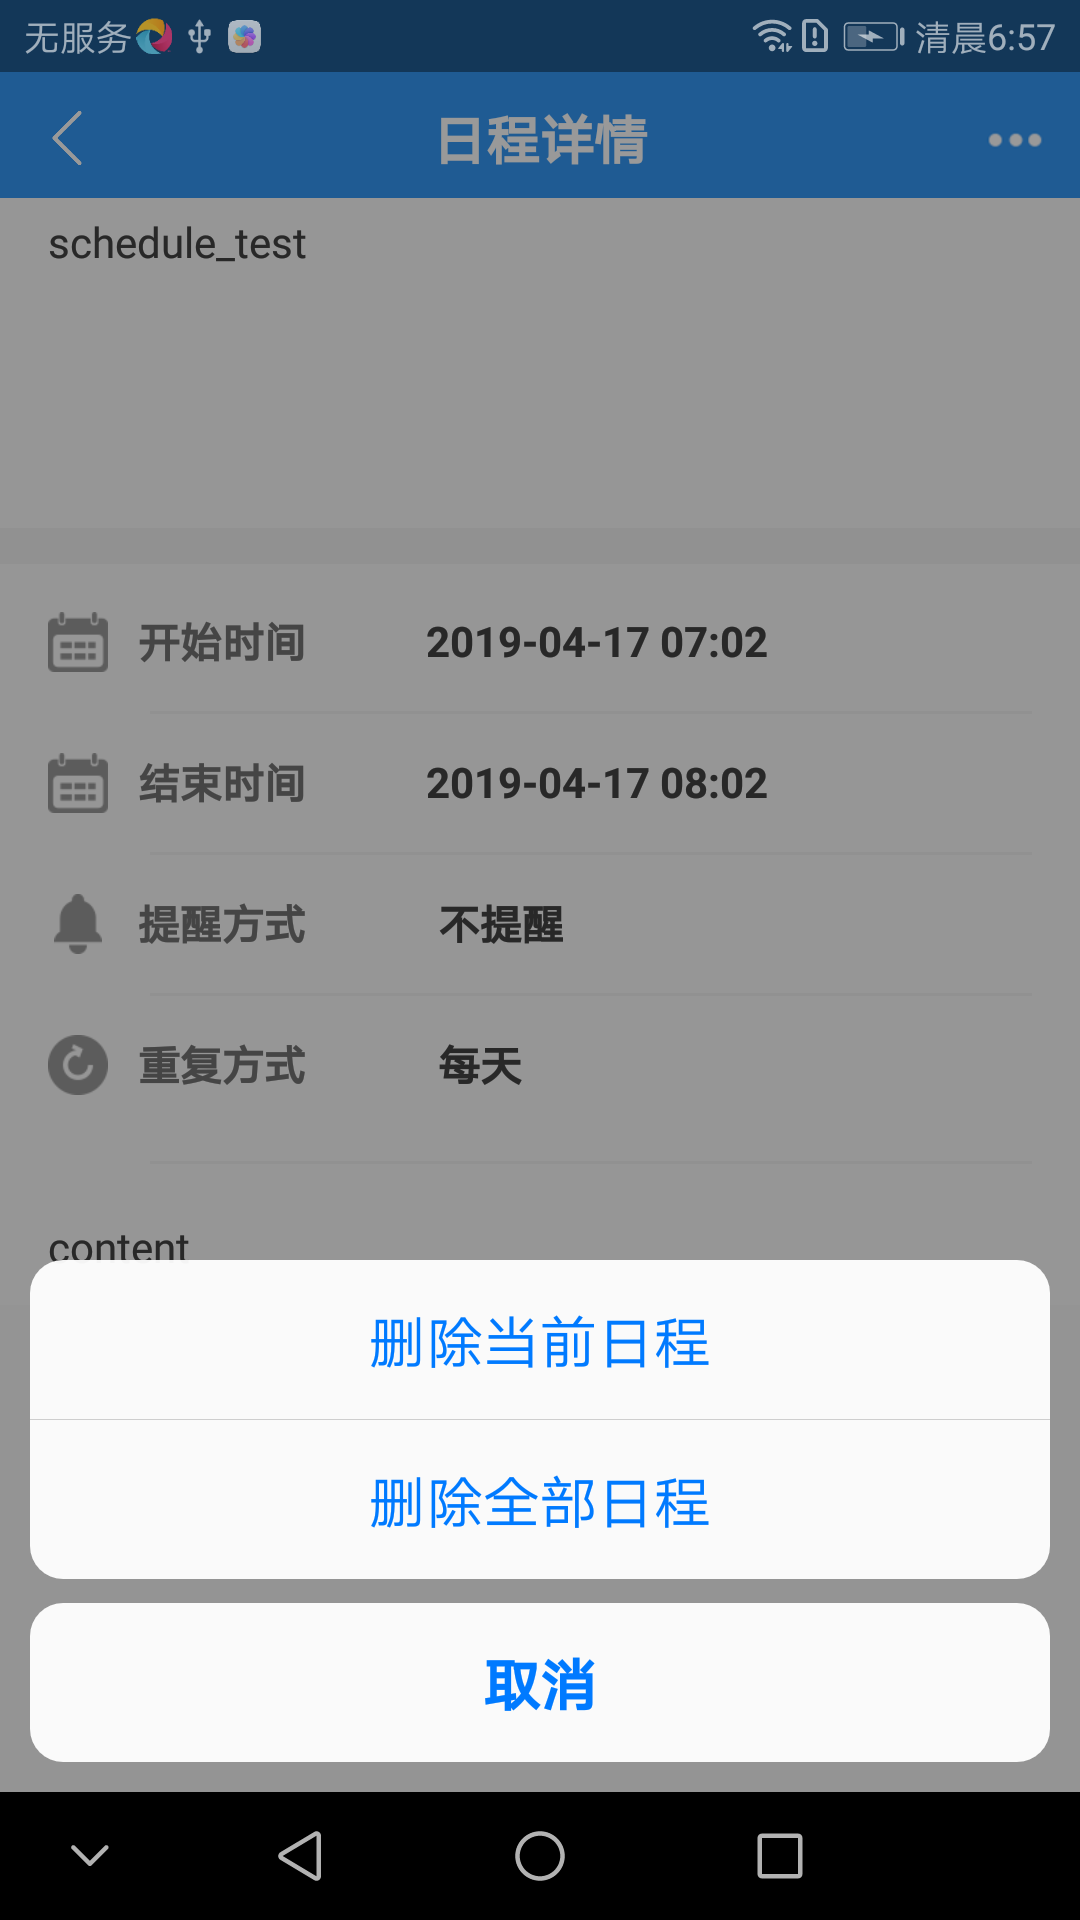 无服务 清晨6:57
日程详情
schedule_test
开始时间 2019-04-17 07:02
结束时间 2019-04-17 08:02
提醒方式 不提醒
重复方式 每天
content
删除当前日程
删除全部日程
取消